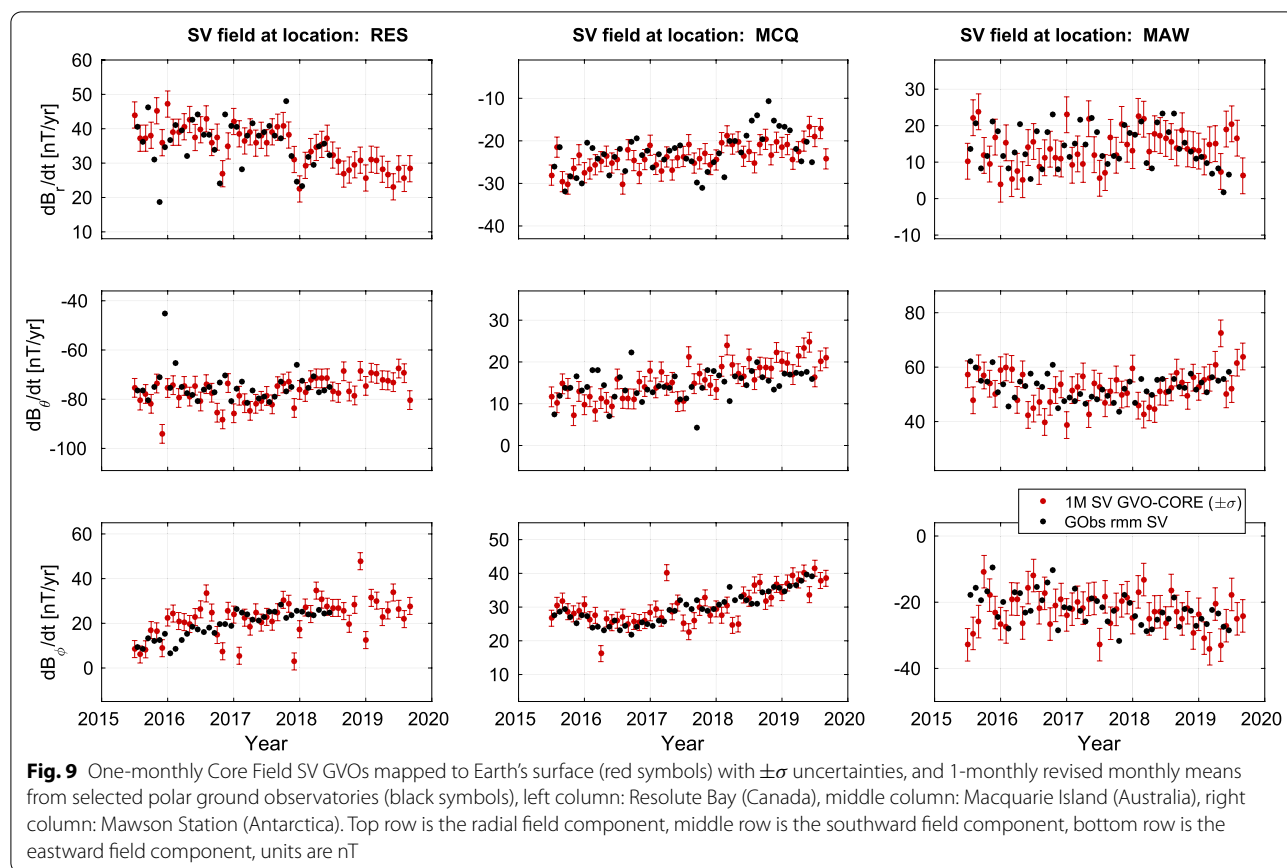 SV field at location: RES
SV field at location: MCQ
SV field at location: MAW
dB_r/dt [nT/yr]
60
50
40
30
20
10
-10
-20
-30
-40
30
20
10
0
-10
dB_θ/dt [nT/yr]
-40
-60
-80
-100
30
20
10
0
80
60
40
dB_ϕ/dt [nT/yr]
60
40
20
0
50
40
30
20
10
0
-20
-40
1M SV GVO-CORE (±σ)
GObs rmm SV
2015 2016 2017 2018 2019 2020
2015 2016 2017 2018 2019 2020
2015 2016 2017 2018 2019 2020
Year
Year
Year
Fig. 9 One-monthly Core Field SV GVOs mapped to Earth's surface (red symbols) with ±σ uncertainties, and 1-monthly revised monthly means
from selected polar ground observatories (black symbols), left column: Resolute Bay (Canada), middle column: Macquarie Island (Australia), right
column: Mawson Station (Antarctica). Top row is the radial field component, middle row is the southward field component, bottom row is the
eastward field component, units are nT